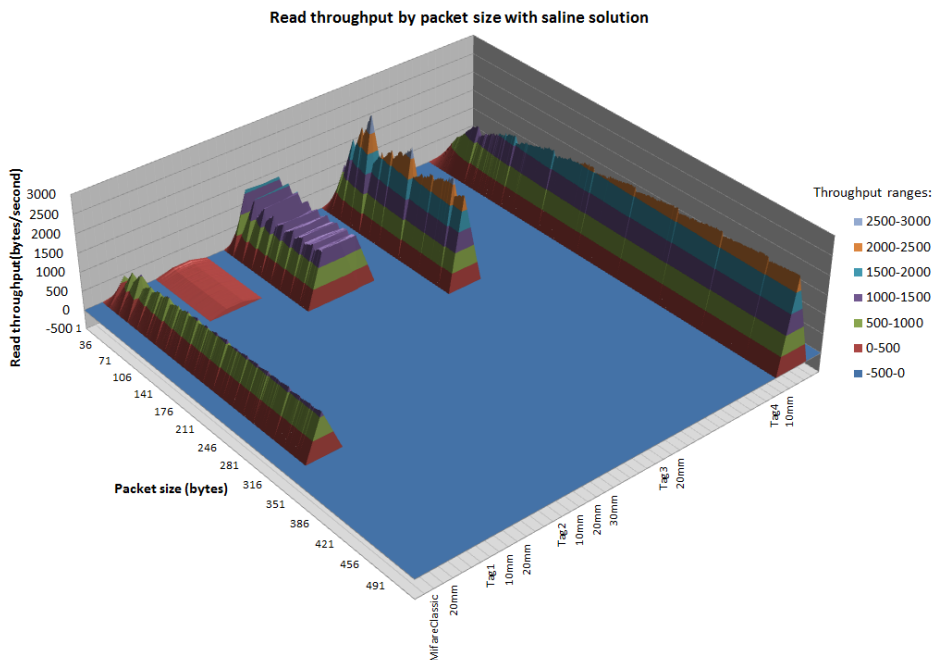 Read throughput by packet size with saline solution
Read throughput(bytes/second)
3000
2500
2000
1500
1000
500
0
-500
1
36
71
106
141
176
211
246
281
316
351
386
421
456
491
Packet size (bytes)
MifareClassic
20mm
Tag1
10mm
20mm
Tag2
10mm
20mm
30mm
Tag3
20mm
Tag4
10mm
Throughput ranges:
2500-3000
2000-2500
1500-2000
1000-1500
500-1000
0-500
-500-0